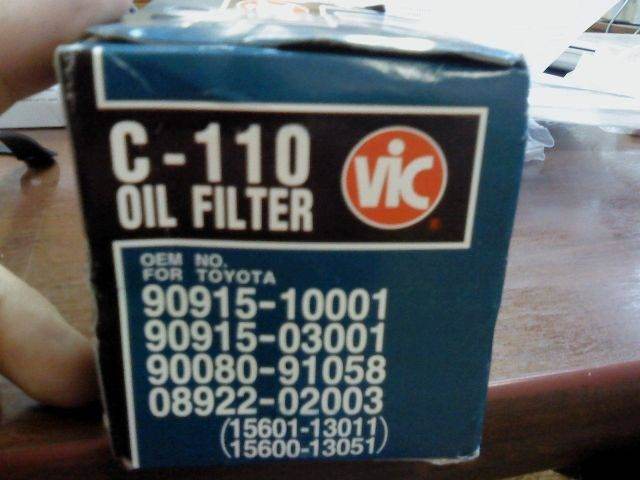 C-110
OIL FILTER
VIC
OEM NO.
FOR TOYOTA
90915-10001
90915-03001
90080-91058
08922-02003
(15601-13011
15600-13051)